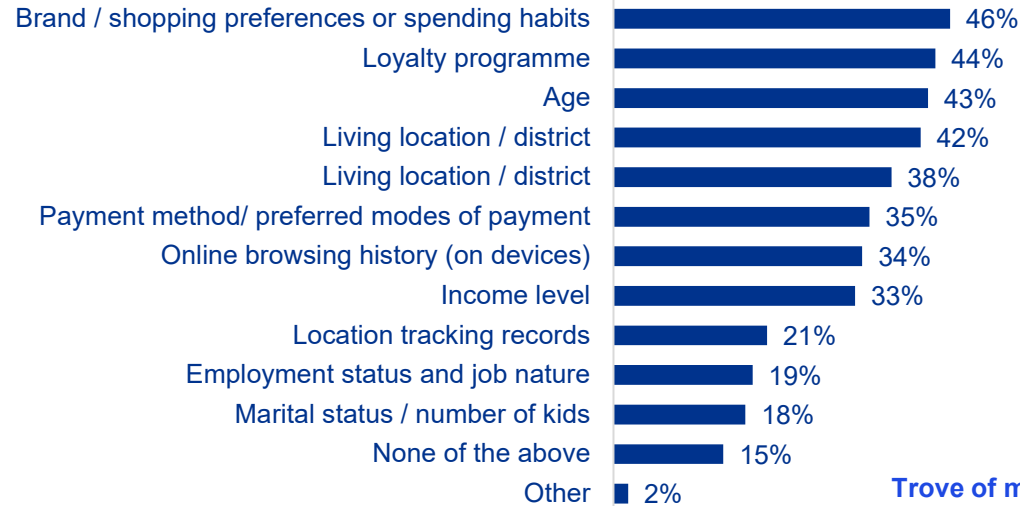 Brand / shopping preferences or spending habits 46%
Loyalty programme 44%
Age 43%
Living location / district 42%
Living location / district 38%
Payment method/ preferred modes of payment 35%
Online browsing history (on devices) 34%
Income level 33%
Location tracking records 21%
Employment status and job nature 19%
Marital status / number of kids 18%
None of the above 15%
Other 2%
Trove of